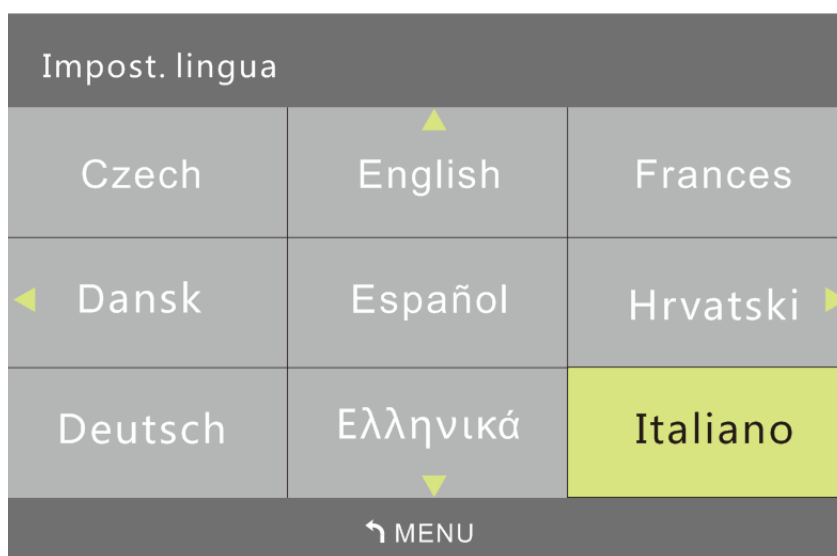 Impost. lingua
Czech English Frances
Dansk Español Hrvatski
Deutsch Ελληνικά Italiano
MENU